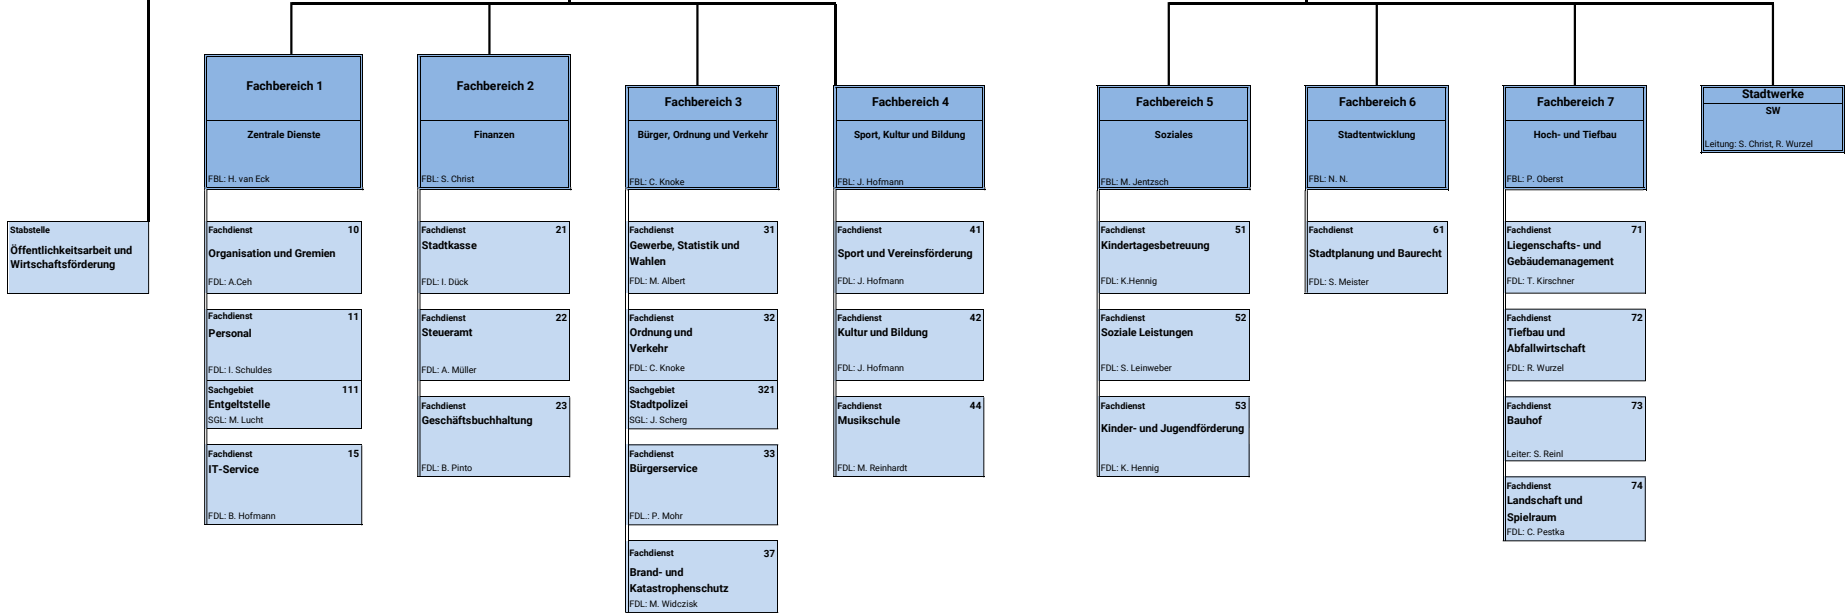 Stabstelle
Öffentlichkeitsarbeit und
Wirtschaftsförderung
Fachbereich 1
Zentrale Dienste
FBL: H. van Eck
Fachdienst 10
Organisation und Gremien
FDL: A.Ceh
Fachdienst 11
Personal
FDL: I. Schuldes
Sachgebiet 111
Entgeltstelle
SGL: M. Lucht
Fachdienst 15
IT-Service
FDL: B. Hofmann
Fachbereich 2
Finanzen
FBL: S. Christ
Fachdienst 21
Stadtkasse
FDL: I. Dück
Fachdienst 22
Steueramt
FDL: A. Müller
Fachdienst 23
Geschäftsbuchhaltung
FDL: B. Pinto
Fachbereich 3
Bürger, Ordnung und Verkehr
FBL: C. Knoke
Fachdienst 31
Gewerbe, Statistik und
Wahlen
FDL: M. Albert
Fachdienst 32
Ordnung und
Verkehr
FDL: C. Knoke
Sachgebiet 321
Stadtpolizei
SGL: J. Scherg
Fachdienst 33
Bürgerservice
FDL.: P. Mohr
Fachdienst 37
Brand- und
Katastrophenschutz
FDL: M. Widczisk
Fachbereich 4
Sport, Kultur und Bildung
FBL: J. Hofmann
Fachdienst 41
Sport und Vereinsförderung
FDL: J. Hofmann
Fachdienst 42
Kultur und Bildung
FDL: J. Hofmann
Fachdienst 44
Musikschule
FDL: M. Reinhardt
Fachbereich 5
Soziales
FBL: M. Jentzsch
Fachdienst 51
Kindertagesbetreuung
FDL: K.Hennig
Fachdienst 52
Soziale Leistungen
FDL: S. Leinweber
Fachdienst 53
Kinder- und Jugendförderung
FDL: K. Hennig
Fachbereich 6
Stadtentwicklung
FBL: N. N.
Fachdienst 61
Stadtplanung und Baurecht
FDL: S. Meister
Fachbereich 7
Hoch- und Tiefbau
FBL: P. Oberst
Fachdienst 71
Liegenschafts- und
Gebäudemanagement
FDL: T. Kirschner
Fachdienst 72
Tiefbau und
Abfallwirtschaft
FDL: R. Wurzel
Fachdienst 73
Bauhof
Leiter: S. Reinl
Fachdienst 74
Landschaft und
Spielraum
FDL: C. Pestka
Stadtwerke
SW
Leitung: S. Christ, R. Wurzel